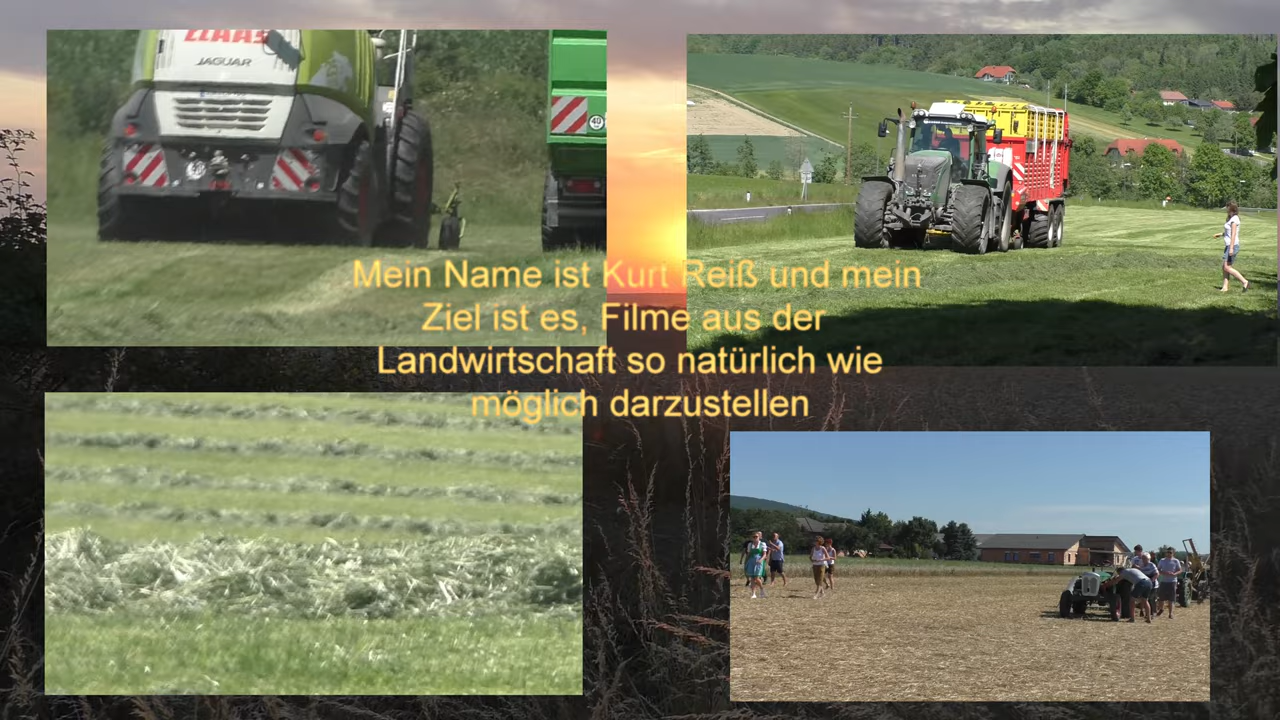 CLAAS
JAGUAR
40
Mein Name ist Kurt Reiß und mein
Ziel ist es, Filme aus der
Landwirtschaft so natürlich wie
möglich darzustellen